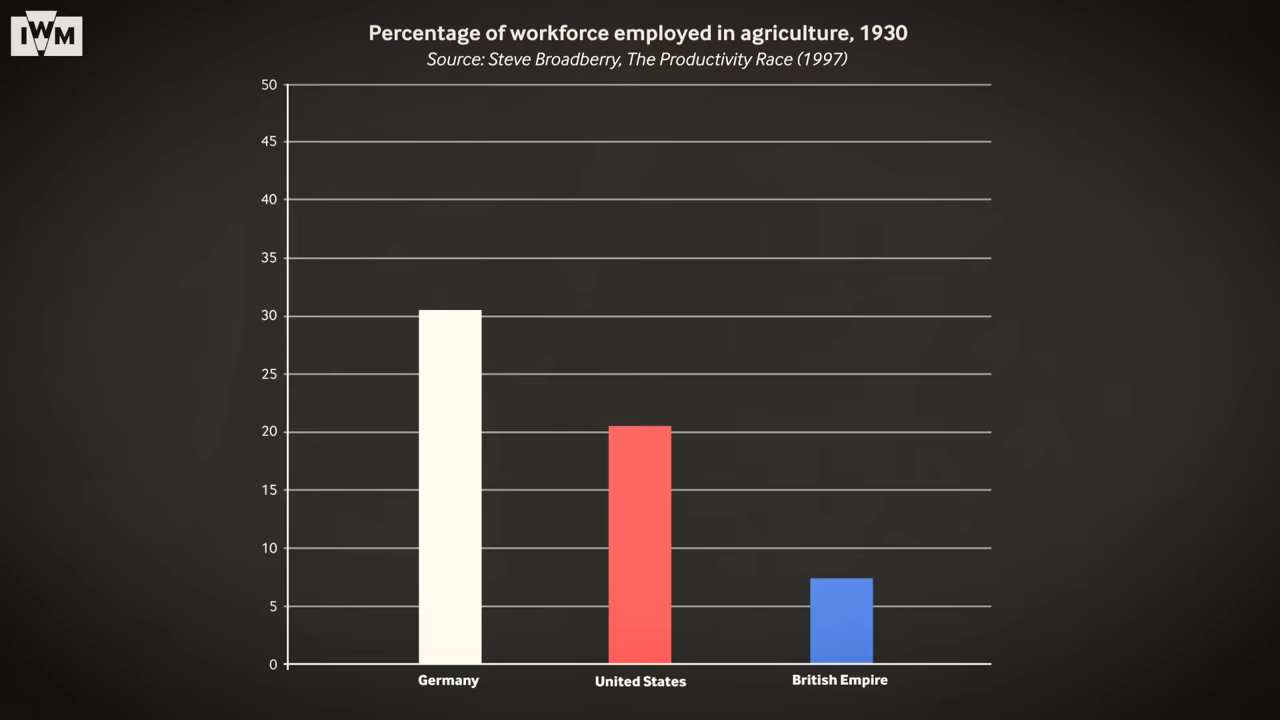 IWM
Percentage of workforce employed in agriculture, 1930
Source: Steve Broadberry, The Productivity Race (1997)
50
45
40
35
30
25
20
15
10
5
0
Germany United States British Empire